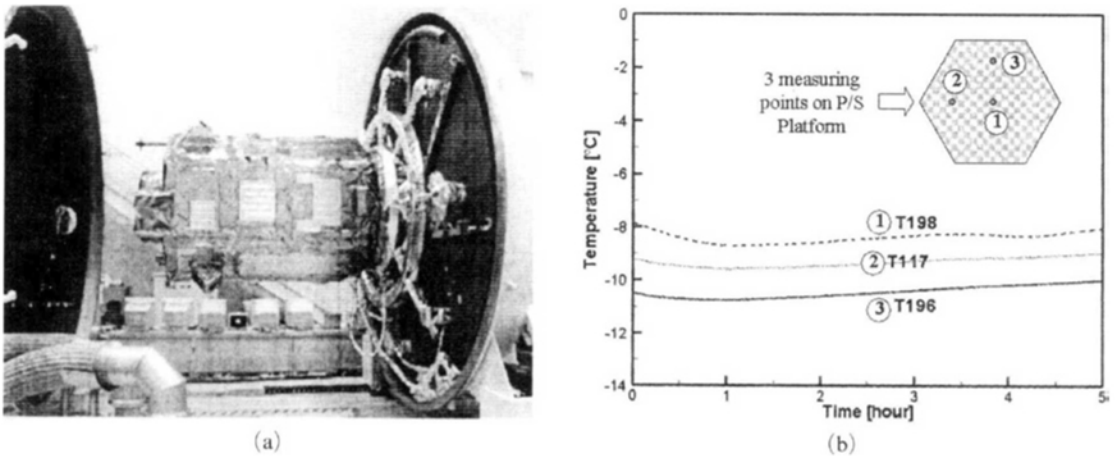 0
-2
-4
-6
-8
-10
-12
-14
Temperature [°C]
3 measuring
points on P/S
Platform
2
3
1
1 T198
2 T117
3 T196
0
1
2
3
4
5
Time [hour]
(a)
(b)